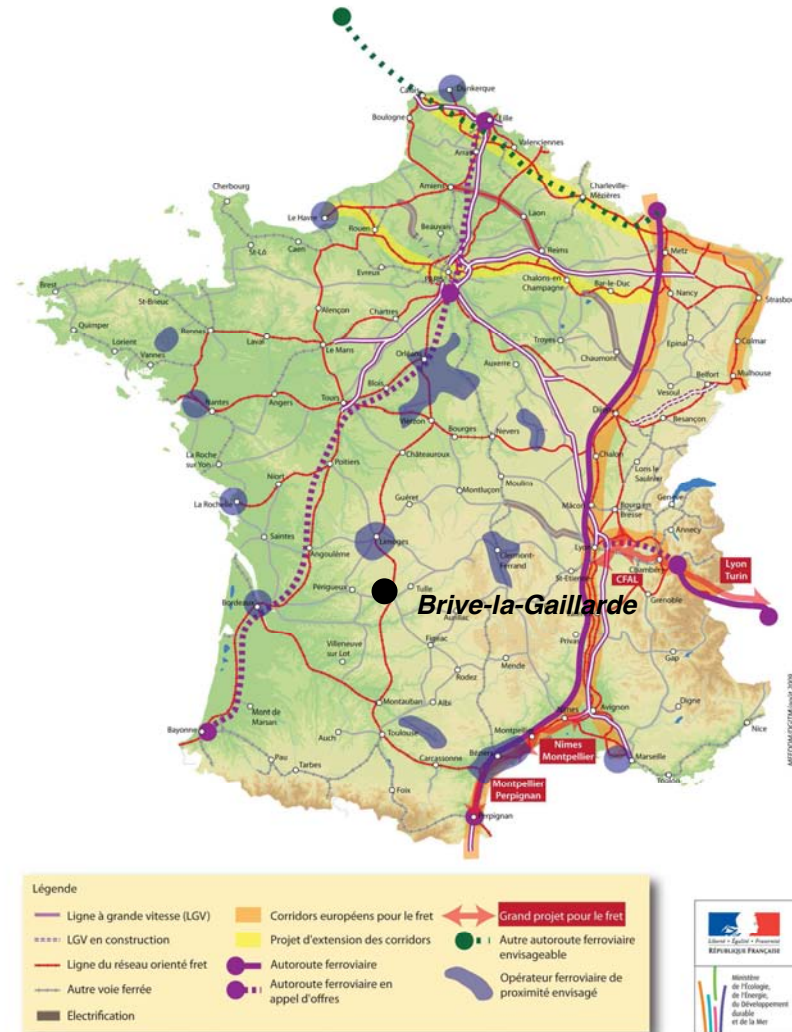 Calais
Dunkerque
Boulogne
Lille
Valenciennes
Arras
Cherbourg
Amiens
Charleville-
Mézières
Le Havre
Rouen
Beauvais
Laon
St-Lô
Caen
Reims
Metz
Evreux
PARIS
Chalons-en
Champagne
Bar-le-Duc
Nancy
Strasbou
Brest
St-Brieuc
Alençon
Chartres
Quimper
Rennes
Laval
Le Mans
Troyes
Epinal
Colmar
Lorient
Vannes
Orléans
Chaumont
Mulhouse
Blois
Auxerre
Vesoul
Belfort
Nantes
Angers
Tours
Vierzon
Dijon
Besançon
Bourges
Nevers
La Roche
sur Yon
Châteauroux
Chalon
Lons le
Saulnier
Poitiers
Niort
Moulins
Montluçon
Mâcon
Genève
La Rochelle
Guéret
Bourg en
Bresse
Annecy
Saintes
Limoges
Angoulême
Clermont-
Ferrand
Lyon
Chambéry
Lyon
Turin
CFAL
St-Etienne
Périgueux
Tulle
Grenoble
Brive-la-Gaillarde
Bordeaux
Aurillac
Privas
Villeneuve
sur Lot
Figeac
Mende
Gap
Rodez
Mont de
Marsan
Montauban
Albi
Digne
Nîmes
Avignon
Nice
Bayonne
Auch
Toulouse
Montpellier
Nîmes
Montpellier
Marseille
Pau
Tarbes
Carcassonne
Béziers
Toulon
Foix
Montpellier
Perpignan
Perpignan
Légende
Ligne à grande vitesse (LGV)
LGV en construction
Ligne du réseau orienté fret
Autre voie ferrée
Électrification
Corridors européens pour le fret
Projet d'extension des corridors
Autoroute ferroviaire
Autoroute ferroviaire en
appel d'offres
Grand projet pour le fret
Autre autoroute ferroviaire
envisageable
Opérateur ferroviaire de
proximité envisagé
Liberté • Égalité • Fraternité
RÉPUBLIQUE FRANÇAISE
Ministère
de l'Écologie,
de l'Énergie,
du Développement
durable
et de la Mer